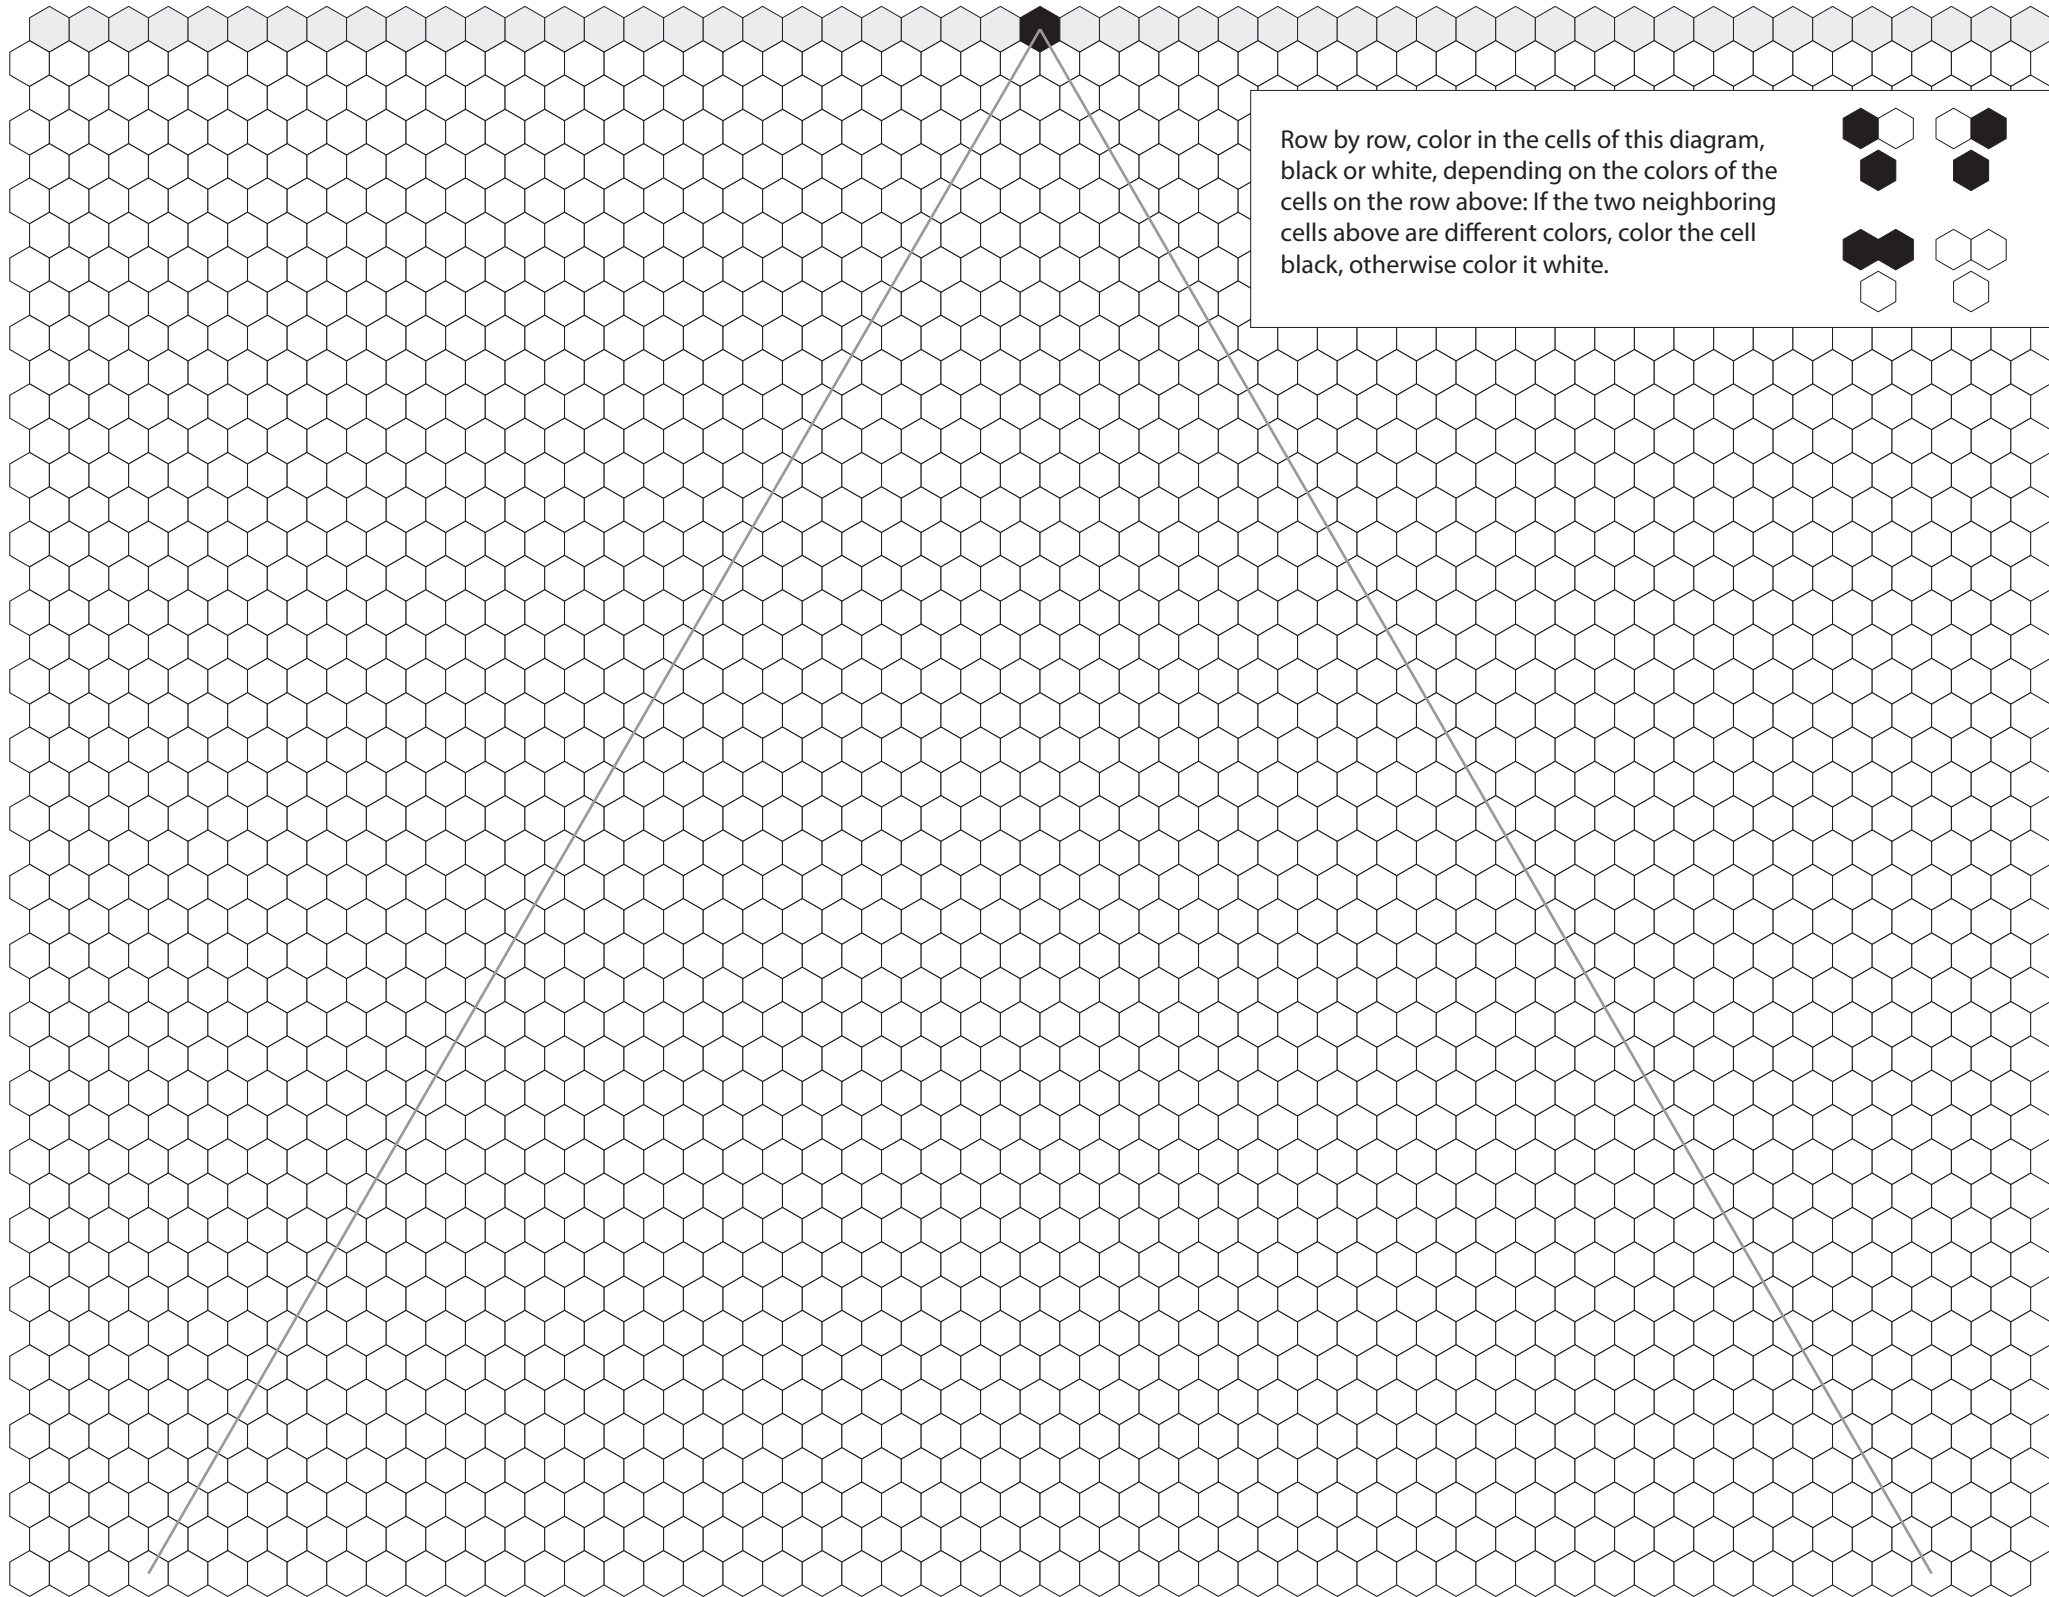 Row by row, color in the cells of this diagram,
black or white, depending on the colors of the
cells on the row above: If the two neighboring
cells above are different colors, color the cell
black, otherwise color it white.